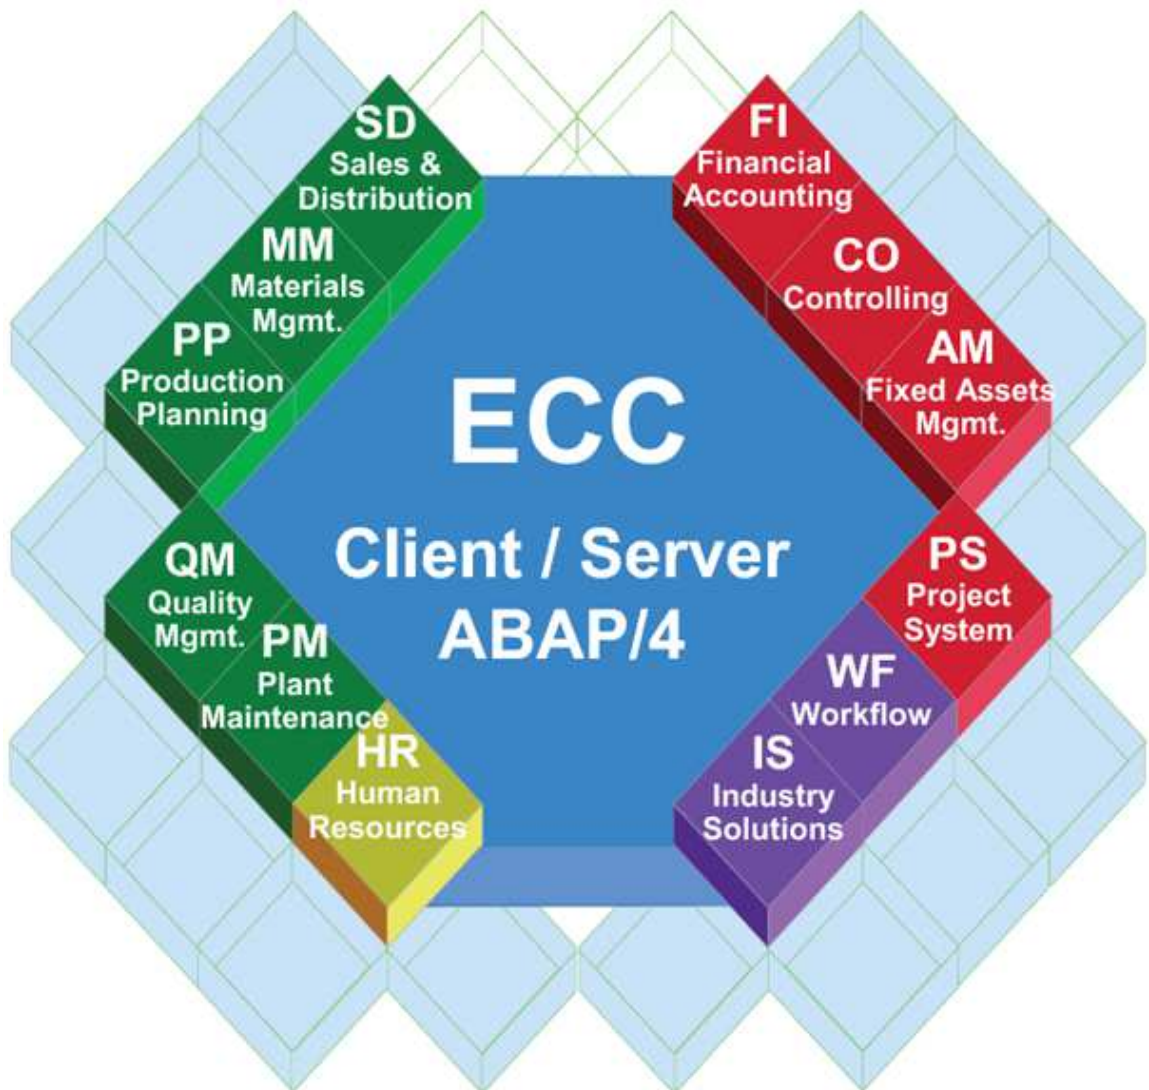 SD
Sales &
Distribution
MM
Materials
Mgmt.
PP
Production
Planning
FI
Financial
Accounting
CO
Controlling
AM
Fixed Assets
Mgmt.
ECC
Client / Server
ABAP/4
QM
Quality
Mgmt.
PM
Plant
Maintenance
HR
Human
Resources
PS
Project
System
WF
Workflow
IS
Industry
Solutions